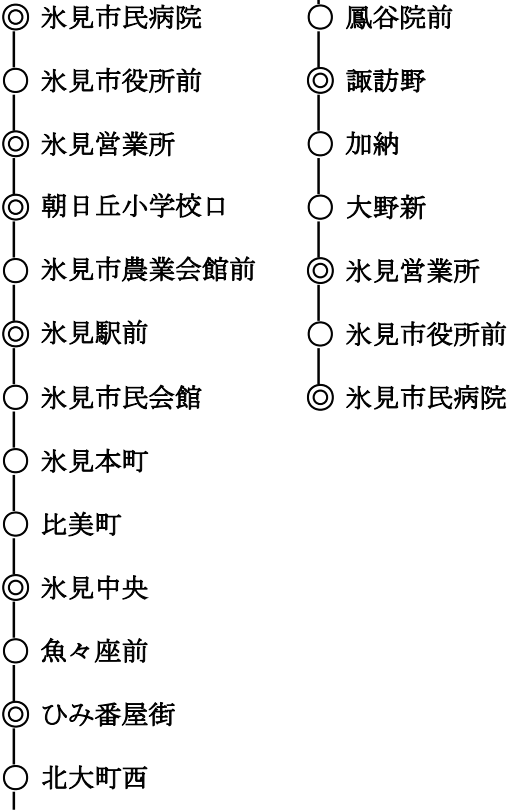 氷見市民病院
氷見市役所前
氷見営業所
朝日丘小学校口
氷見市農業会館前
氷見駅前
氷見市民会館
氷見本町
比美町
氷見中央
魚々座前
ひみ番屋街
北大町西
鳳谷院前
諏訪野
加納
大野新
氷見営業所
氷見市役所前
氷見市民病院